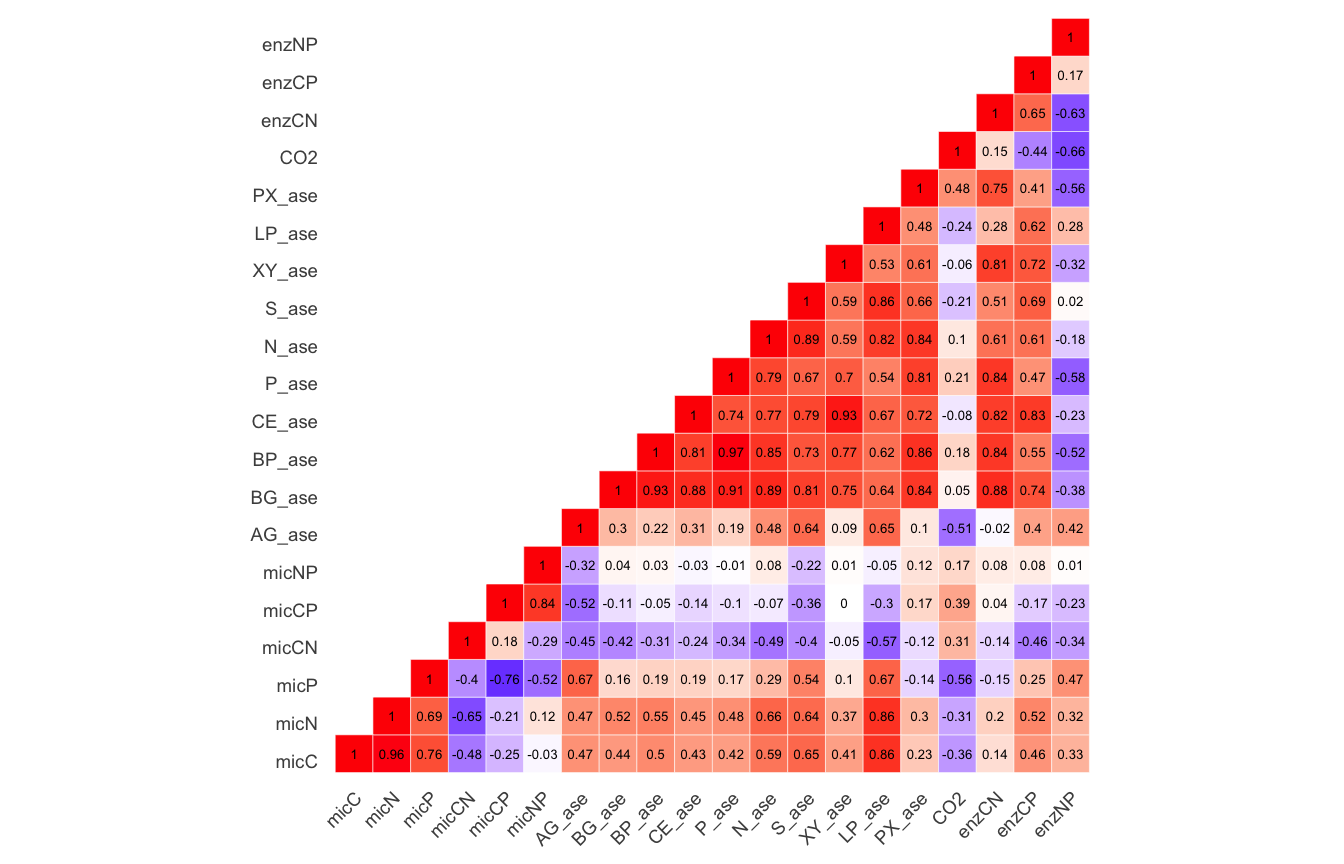 enzNP 1
enzCP 1 0.17
enzCN 1 0.65 -0.63
CO2 1 0.15 -0.44 -0.66
PX_ase 1 0.48 0.75 0.41 -0.56
LP_ase 1 0.48 -0.24 0.28 0.62 0.28
XY_ase 1 0.53 0.61 -0.06 0.81 0.72 -0.32
S_ase 1 0.59 0.86 0.66 -0.21 0.51 0.69 0.02
N_ase 1 0.89 0.59 0.82 0.84 0.1 0.61 0.61 -0.18
P_ase 1 0.79 0.67 0.7 0.54 0.81 0.21 0.84 0.47 -0.58
CE_ase 1 0.74 0.77 0.79 0.93 0.67 0.72 -0.08 0.82 0.83 -0.23
BP_ase 1 0.81 0.97 0.85 0.73 0.77 0.62 0.86 0.18 0.84 0.55 -0.52
BG_ase 1 0.93 0.88 0.91 0.89 0.81 0.75 0.64 0.84 0.05 0.88 0.74 -0.38
AG_ase 1 0.3 0.22 0.31 0.19 0.48 0.64 0.09 0.65 0.1 -0.51 -0.02 0.4 0.42
micNP 1 -0.32 0.04 0.03 -0.03 -0.01 0.08 -0.22 0.01 -0.05 0.12 0.17 0.08 0.08 0.01
micCP 1 0.84 -0.52 -0.11 -0.05 -0.14 -0.1 -0.07 -0.36 0 -0.3 0.17 0.39 0.04 -0.17 -0.23
micCN 1 0.18 -0.29 -0.45 -0.42 -0.31 -0.24 -0.34 -0.49 -0.4 -0.05 -0.57 -0.12 0.31 -0.14 -0.46 -0.34
micP 1 -0.4 -0.76 -0.52 0.67 0.16 0.19 0.19 0.17 0.29 0.54 0.1 0.67 -0.14 -0.56 -0.15 0.25 0.47
micN 1 0.69 -0.65 -0.21 0.12 0.47 0.52 0.55 0.45 0.48 0.66 0.64 0.37 0.86 0.3 -0.31 0.2 0.52 0.32
micC 1 0.96 0.76 -0.48 -0.25 -0.03 0.47 0.44 0.5 0.43 0.42 0.59 0.65 0.41 0.86 0.23 -0.36 0.14 0.46 0.33
micC micN micP micCN micCP micNP AG_ase BG_ase BP_ase CE_ase P_ase N_ase S_ase XY_ase LP_ase PX_ase CO2 enzCN enzCP enzNP